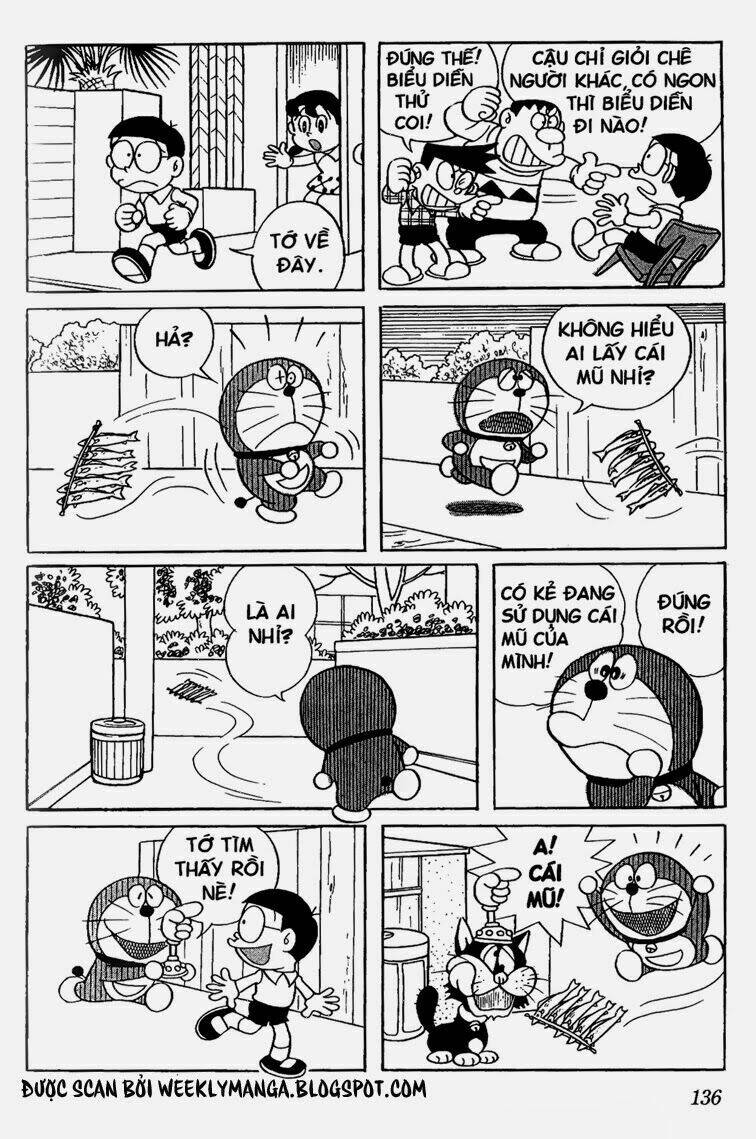 CẬU CHỈ GIỎI CHÊ
NGƯỜI KHÁC, CÓ NGON
THÌ BIỂU DIỄN
ĐI NÀO!
ĐÚNG THẾ!
BIỂU DIỄN
THỬ
COI!
TỚ VỀ
ĐÂY.
KHÔNG HIỂU
AI LẤY CÁI
MŨ NHỈ?
HẢ?
ĐÚNG
RỒI!
CÓ KẺ ĐANG
SỬ DỤNG CÁI
MŨ CỦA
MÌNH!
LÀ AI
NHỈ?
A!
CÁI
MŨ!
TỚ TÌM
THẤY RỒI
NÈ!
ĐƯỢC SCAN BỞI WEEKLYMANGA.BLOGSPOT.COM
136